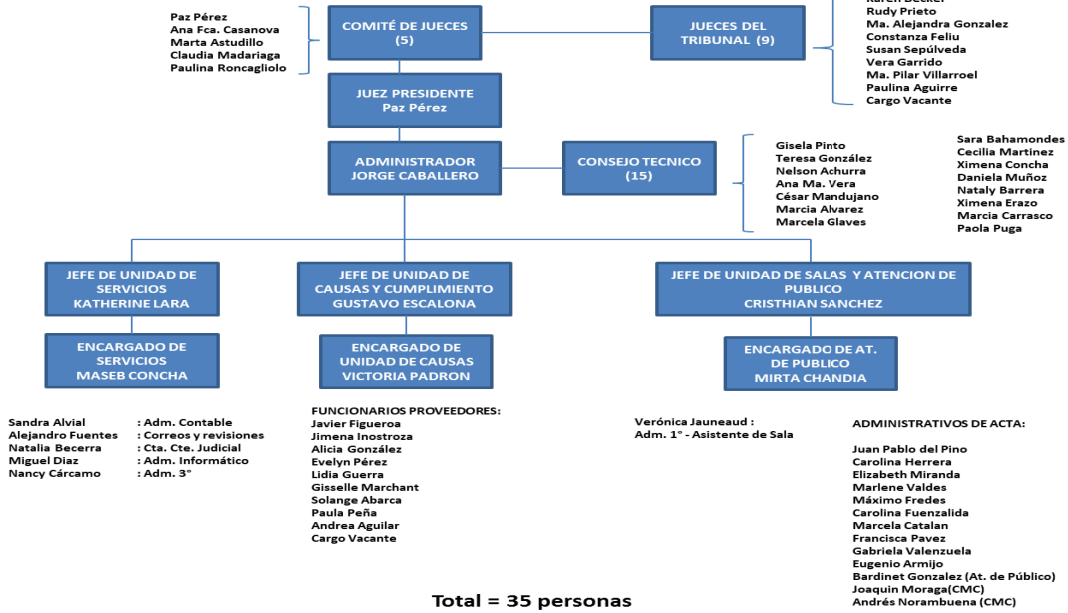 Paz Pérez
Ana Fca. Casanova
Marta Astudillo
Claudia Madariaga
Paulina Roncagliolo
COMITÉ DE JUECES
(5)
JUECES DEL
TRIBUNAL (9)
Rudy Prieto
Ma. Alejandra Gonzalez
Constanza Feliu
Susan Sepúlveda
Vera Garrido
Ma. Pilar Villarroel
Paulina Aguirre
Cargo Vacante
JUEZ PRESIDENTE
Paz Pérez
ADMINISTRADOR
JORGE CABALLERO
CONSEJO TECNICO
(15)
Gisela Pinto
Teresa González
Nelson Achurra
Ana Ma. Vera
César Mandujano
Marcia Alvarez
Marcela Glaves
Sara Bahamondes
Cecilia Martinez
Ximena Concha
Daniela Muñoz
Nataly Barrera
Ximena Erazo
Marcia Carrasco
Paola Puga
JEFE DE UNIDAD DE
SERVICIOS
KATHERINE LARA
JEFE DE UNIDAD DE
CAUSAS Y CUMPLIMIENTO
GUSTAVO ESCALONA
JEFE DE UNIDAD DE SALAS Y ATENCION DE
PUBLICO
CRISTHIAN SANCHEZ
ENCARGADO DE
SERVICIOS
MASEB CONCHA
ENCARGADO DE
UNIDAD DE CAUSAS
VICTORIA PADRON
ENCARGADO DE AT.
DE PUBLICO
MIRTA CHANDIA
Sandra Alvial : Adm. Contable
Alejandro Fuentes : Correos y revisiones
Natalia Becerra : Cta. Cte. Judicial
Miguel Diaz : Adm. Informático
Nancy Cárcamo : Adm. 3°
FUNCIONARIOS PROVEEDORES:
Javier Figueroa
Jimena Inostroza
Alicia González
Evelyn Pérez
Lidia Guerra
Gisselle Marchant
Solange Abarca
Paula Peña
Andrea Aguilar
Cargo Vacante
Verónica Jauneaud :
Adm. 1° - Asistente de Sala
ADMINISTRATIVOS DE ACTA:
Juan Pablo del Pino
Carolina Herrera
Elizabeth Miranda
Marlene Valdes
Máximo Fredes
Carolina Fuenzalida
Marcela Catalan
Francisca Pavez
Gabriela Valenzuela
Eugenio Armijo
Bardinet Gonzalez (At. de Público)
Joaquin Moraga(CMC)
Andrés Norambuena (CMC)
Total = 35 personas